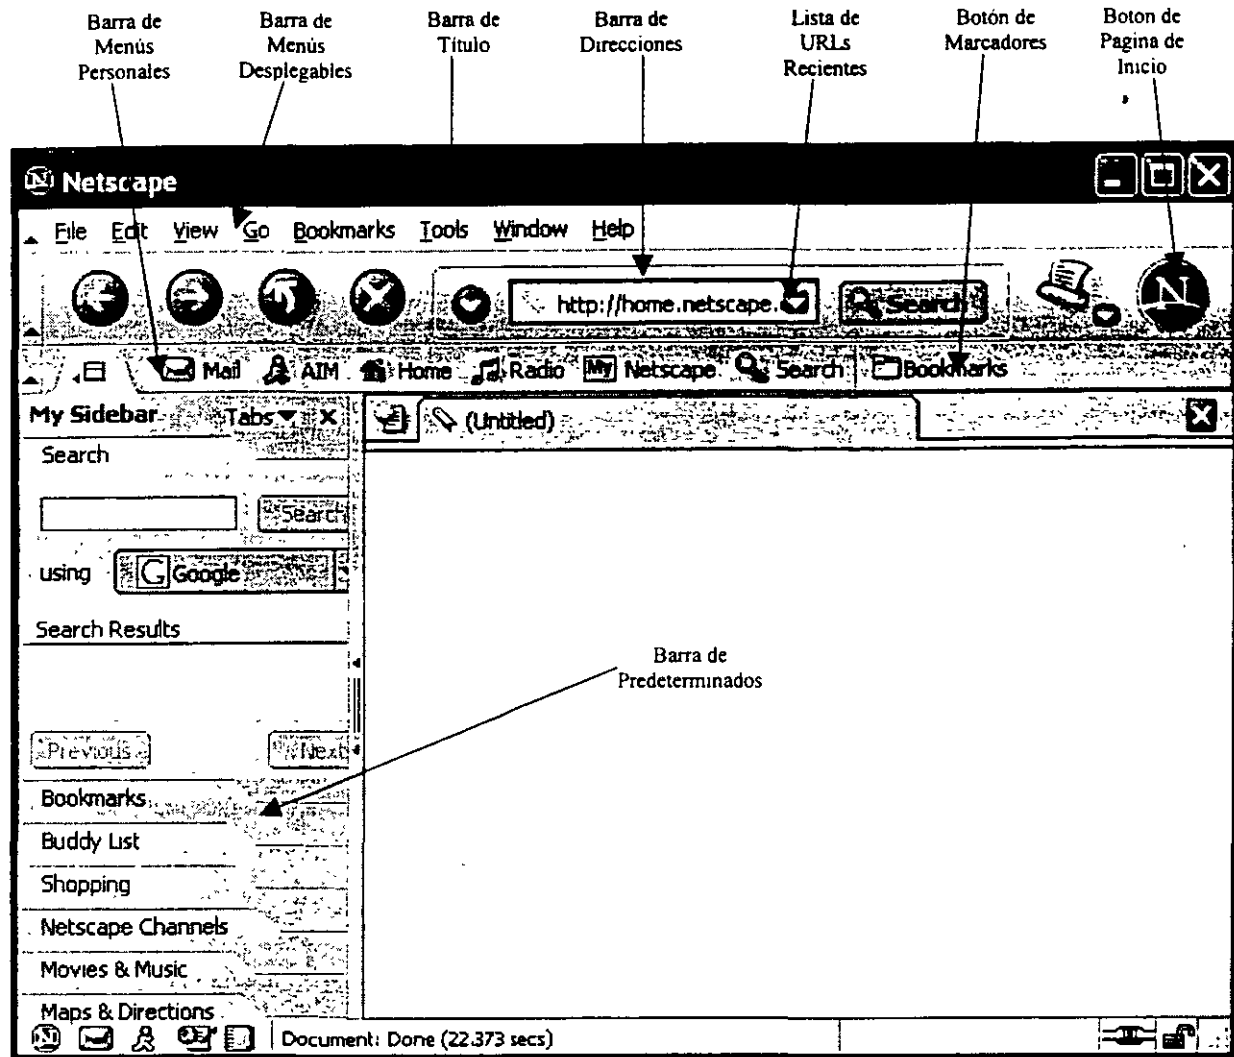 Barra de
Menús
Personales
Barra de
Menús
Desplegables
Barra de
Título
Barra de
Direcciones
Lista de
URLs
Recientes
Botón de
Marcadores
Boton de
Pagina de
Inicio
Netscape
File Edit View Go Bookmarks Tools Window Help
http://home.netscape. Search
Mail AIM Home Radio My Netscape Search Bookmarks
My Sidebar Tabs
(Untitled)
Search
Search
using G Google
Search Results
Barra de
Predeterminados
Previous Next
Bookmarks
Buddy List
Shopping
Netscape Channels
Movies & Music
Maps & Directions
Document: Done (22.373 secs)